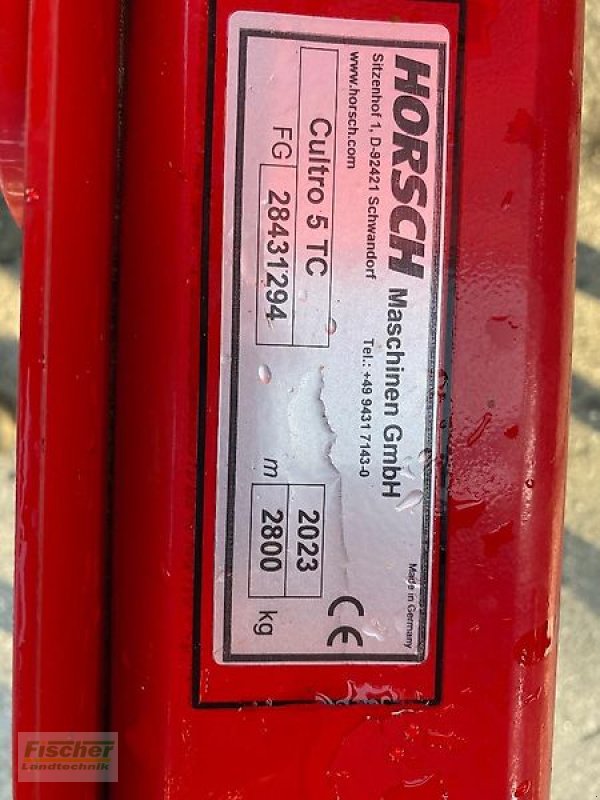 HORSCH Maschinen GmbH
Sitzenhof 1, D-92421 Schwandorf Tel.: +49 9431 7143-0
www.horsch.com
Made in Germany
Cultro 5 TC
2023
FG 28431294
m 2800 kg
CE
Fischer
Landtechnik